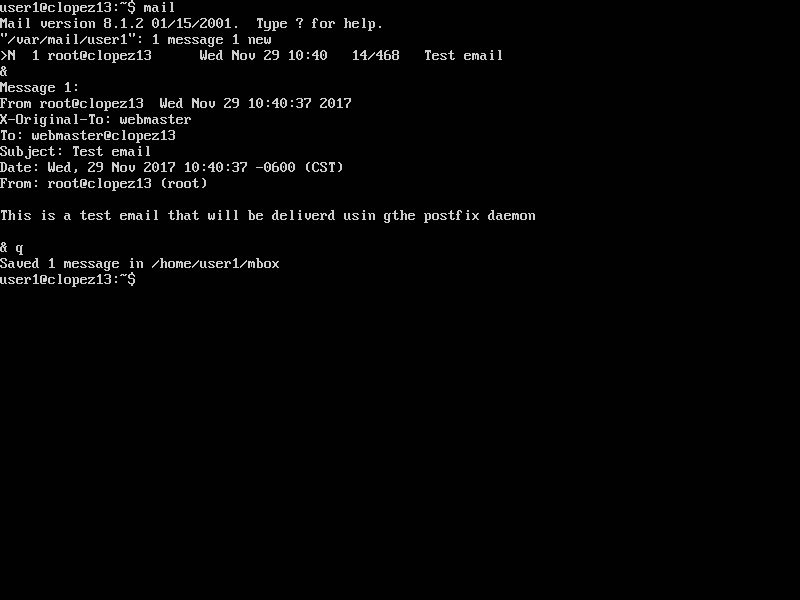 user1@clopez13:~$ mail
Mail version 8.1.2 01/15/2001.  Type ? for help.
"/var/mail/user1": 1 message 1 new
>N  1 root@clopez13      Wed Nov 29 10:40   14/468   Test email
&
Message 1:
From root@clopez13  Wed Nov 29 10:40:37 2017
X-Original-To: webmaster
To: webmaster@clopez13
Subject: Test email
Date: Wed, 29 Nov 2017 10:40:37 -0600 (CST)
From: root@clopez13 (root)

This is a test email that will be deliverd usin gthe postfix daemon

& q
Saved 1 message in /home/user1/mbox
user1@clopez13:~$